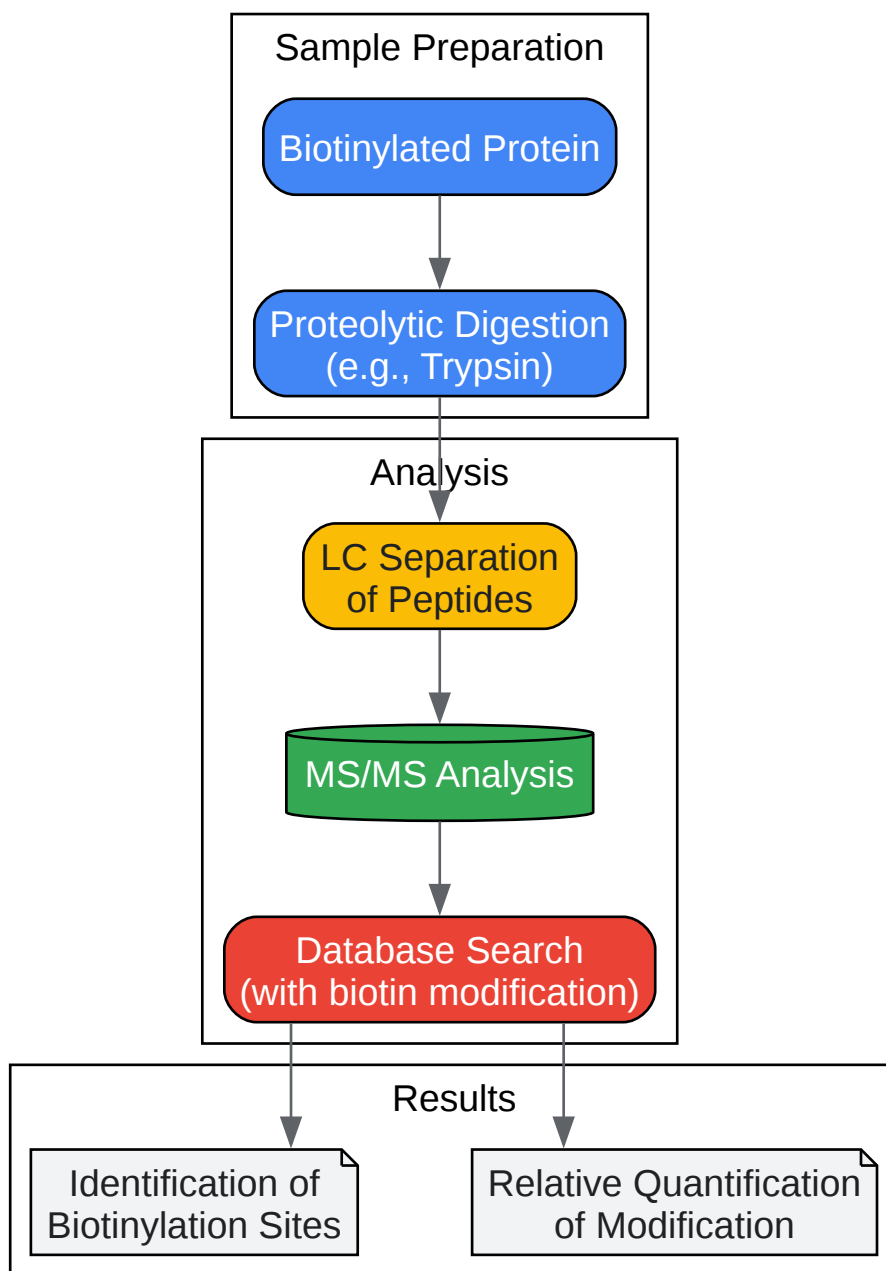 Sample Preparation
Biotinylated Protein
Proteolytic Digestion
(e.g., Trypsin)
Analysis
LC Separation
of Peptides
MS/MS Analysis
Database Search
(with biotin modification)
Results
Identification of
Biotinylation Sites
Relative Quantification
of Modification